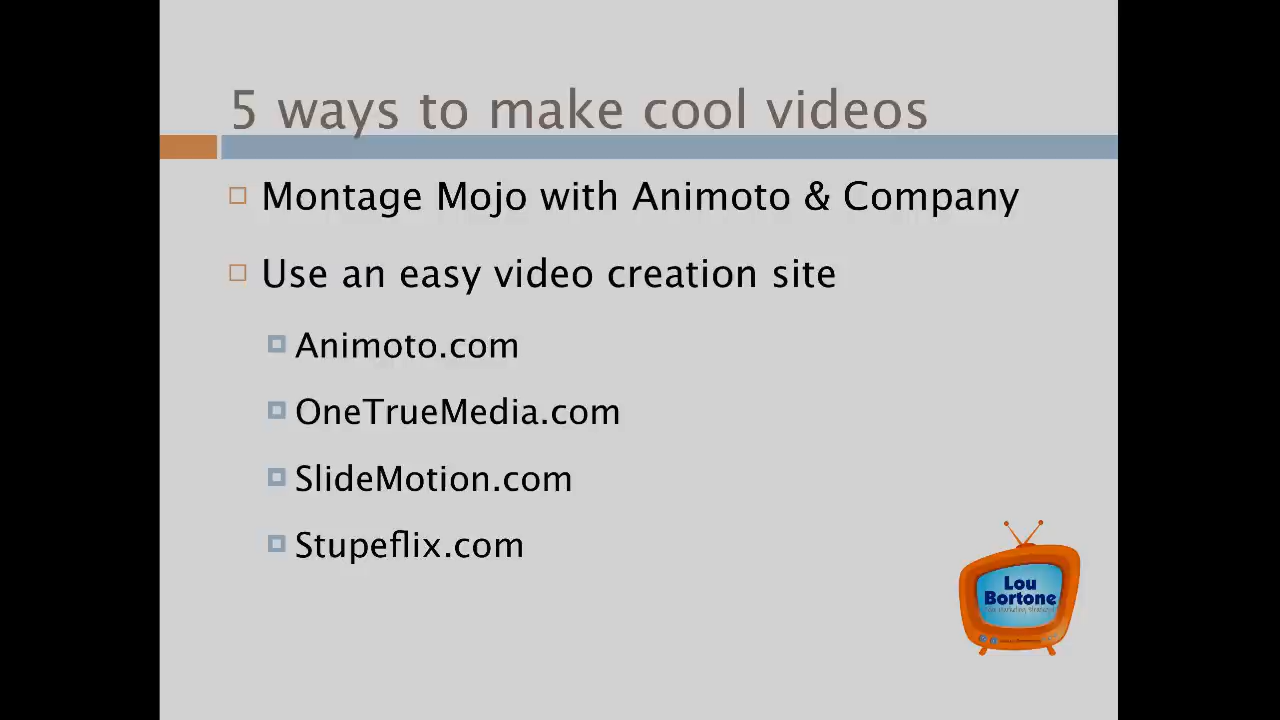 5 ways to make cool videos
Montage Mojo with Animoto & Company
Use an easy video creation site
Animoto.com
OneTrueMedia.com
SlideMotion.com
Stupeflix.com
Lou
Bortone